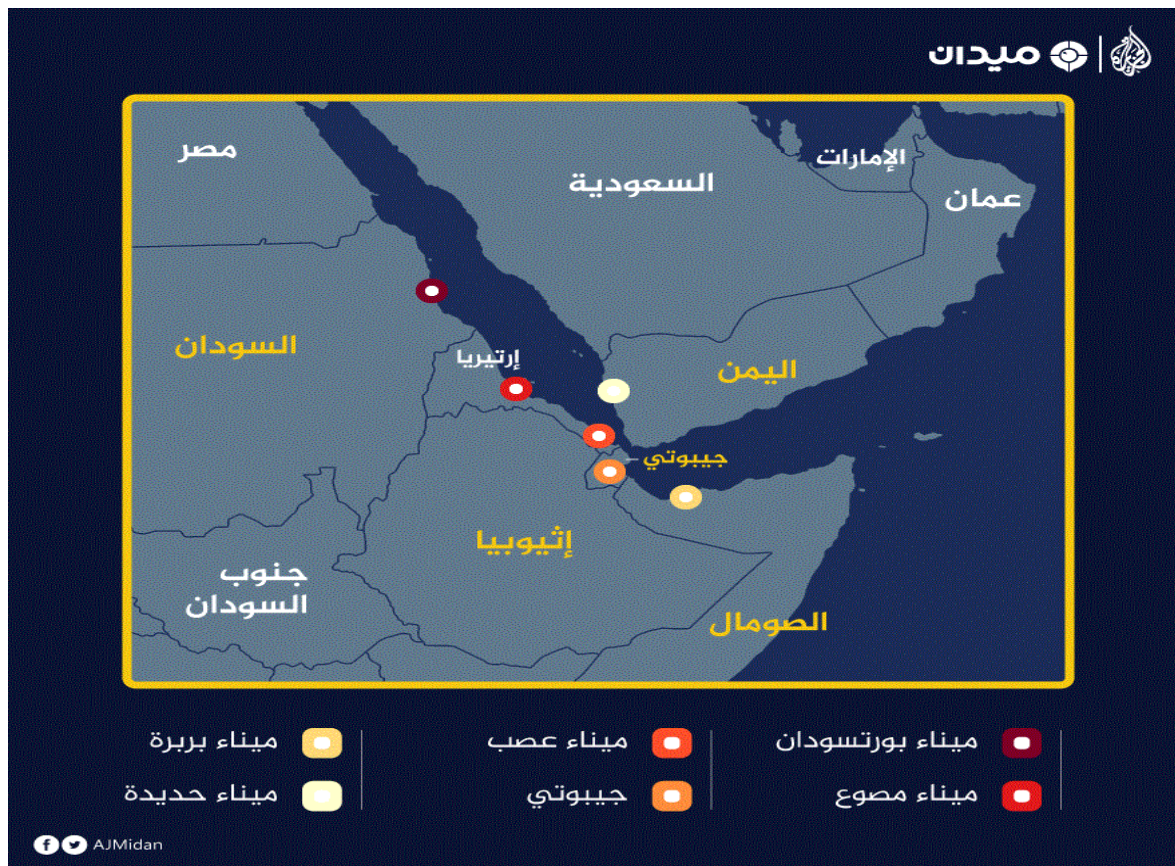 ميدان
الجزيرة
مصر
السعودية
الإمارات
عمان
السودان
إرتيريا
اليمن
جيبوتي
إثيوبيا
جنوب
السودان
الصومال
ميناء بورتسودان
ميناء عصب
ميناء بربرة
ميناء مصوع
جيبوتي
ميناء حديدة
AJMidan